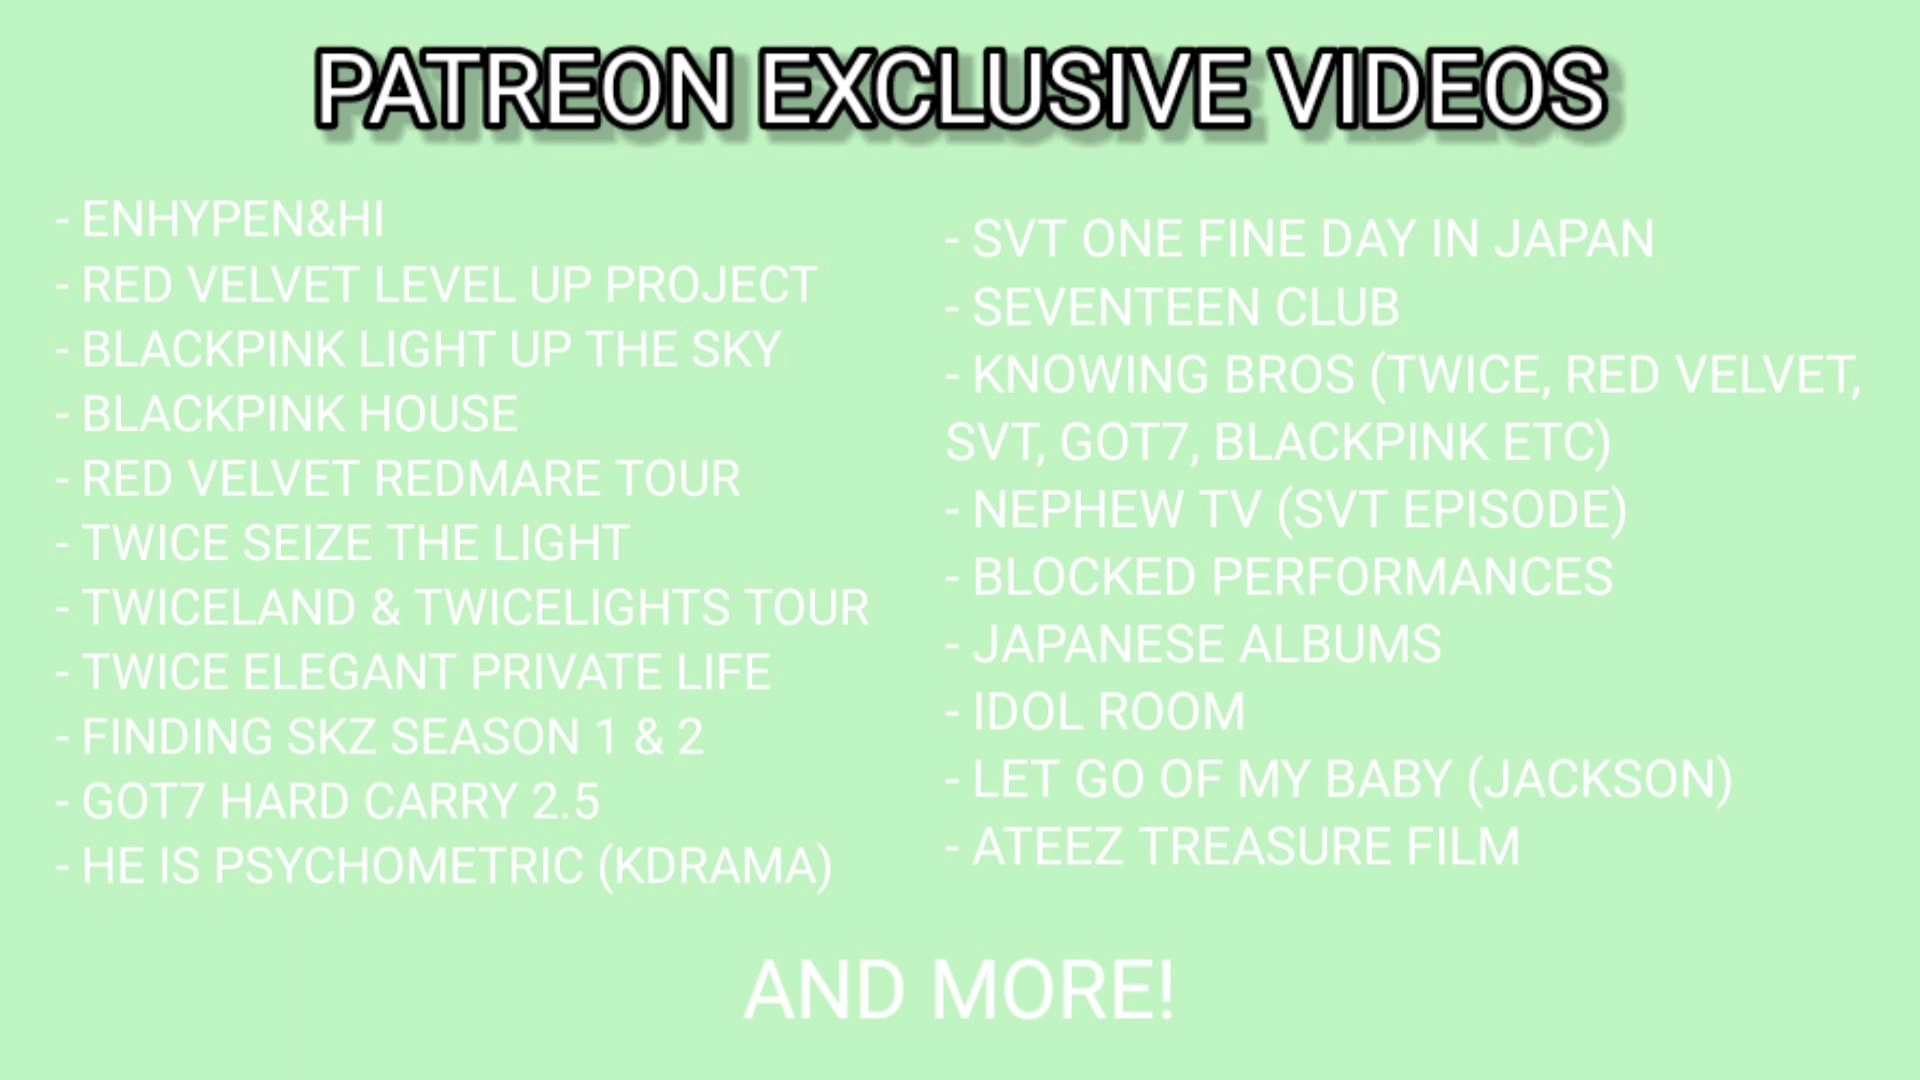 PATREON EXCLUSIVE VIDEOS
- ENHYPEN&HI
- RED VELVET LEVEL UP PROJECT
- BLACKPINK LIGHT UP THE SKY
- BLACKPINK HOUSE
- RED VELVET REDMARE TOUR
- TWICE SEIZE THE LIGHT
- TWICELAND & TWICELIGHTS TOUR
- TWICE ELEGANT PRIVATE LIFE
- FINDING SKZ SEASON 1 & 2
- GOT7 HARD CARRY 2.5
- HE IS PSYCHOMETRIC (KDRAMA)
- SVT ONE FINE DAY IN JAPAN
- SEVENTEEN CLUB
- KNOWING BROS (TWICE, RED VELVET,
SVT, GOT7, BLACKPINK ETC)
- NEPHEW TV (SVT EPISODE)
- BLOCKED PERFORMANCES
- JAPANESE ALBUMS
- IDOL ROOM
- LET GO OF MY BABY (JACKSON)
- ATEEZ TREASURE FILM
AND MORE!